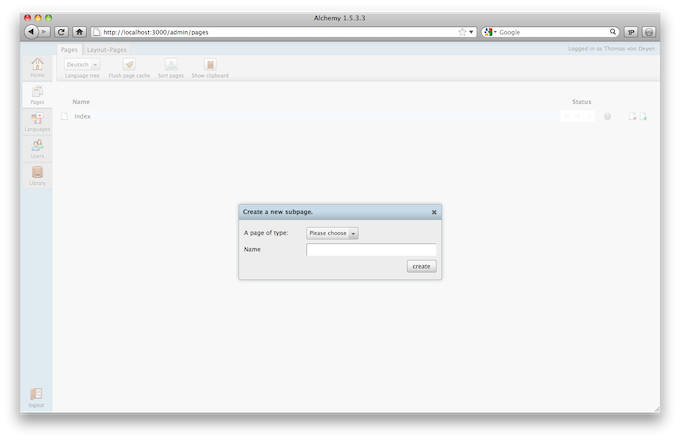 Alchemy 1.5.3.3
http://localhost:3000/admin/pages
Google
Pages
Layout-Pages
Logged in as Thomas von Deyen
Home
Deutsch
Language tree
Flush page cache
Sort pages
Show clipboard
Pages
Name
Status
Index
Languages
Users
Library
Create a new subpage.
A page of type:
Please choose
Name
create
logout